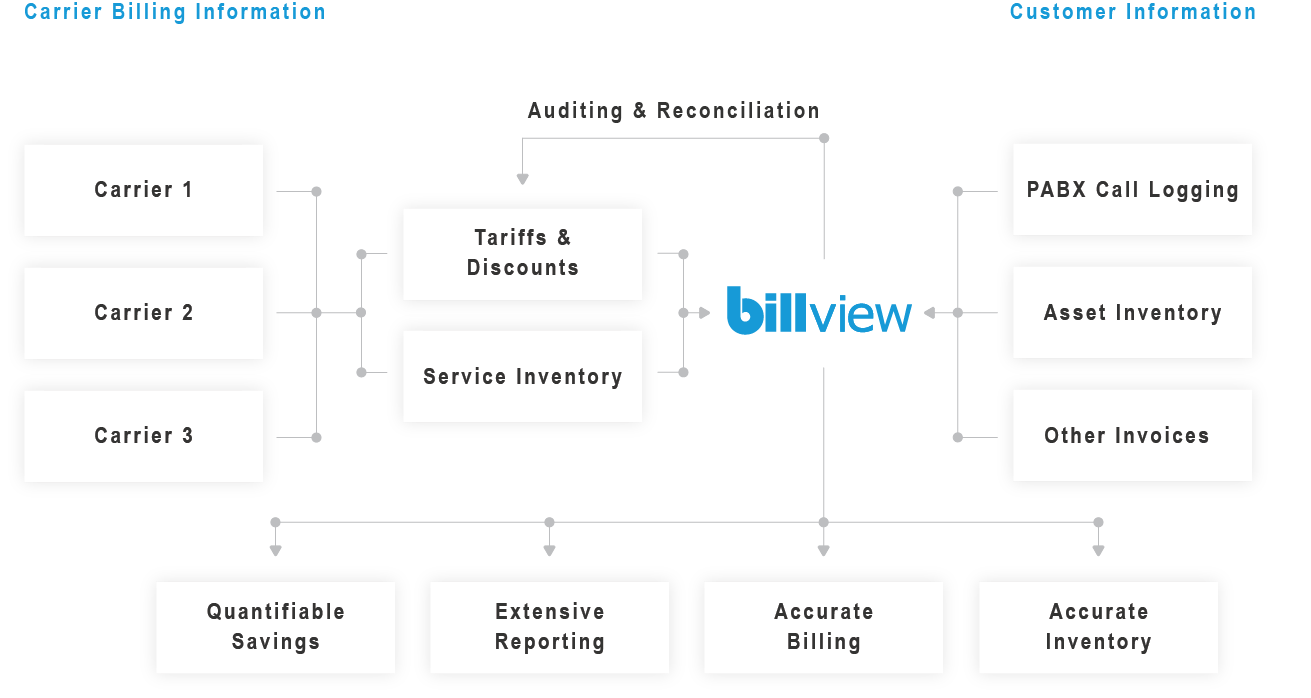 Carrier Billing Information
Customer Information
Auditing & Reconciliation
Carrier 1
PABX Call Logging
Tariffs &
Discounts
Carrier 2
billview
Asset Inventory
Service Inventory
Carrier 3
Other Invoices
Quantifiable
Savings
Extensive
Reporting
Accurate
Billing
Accurate
Inventory